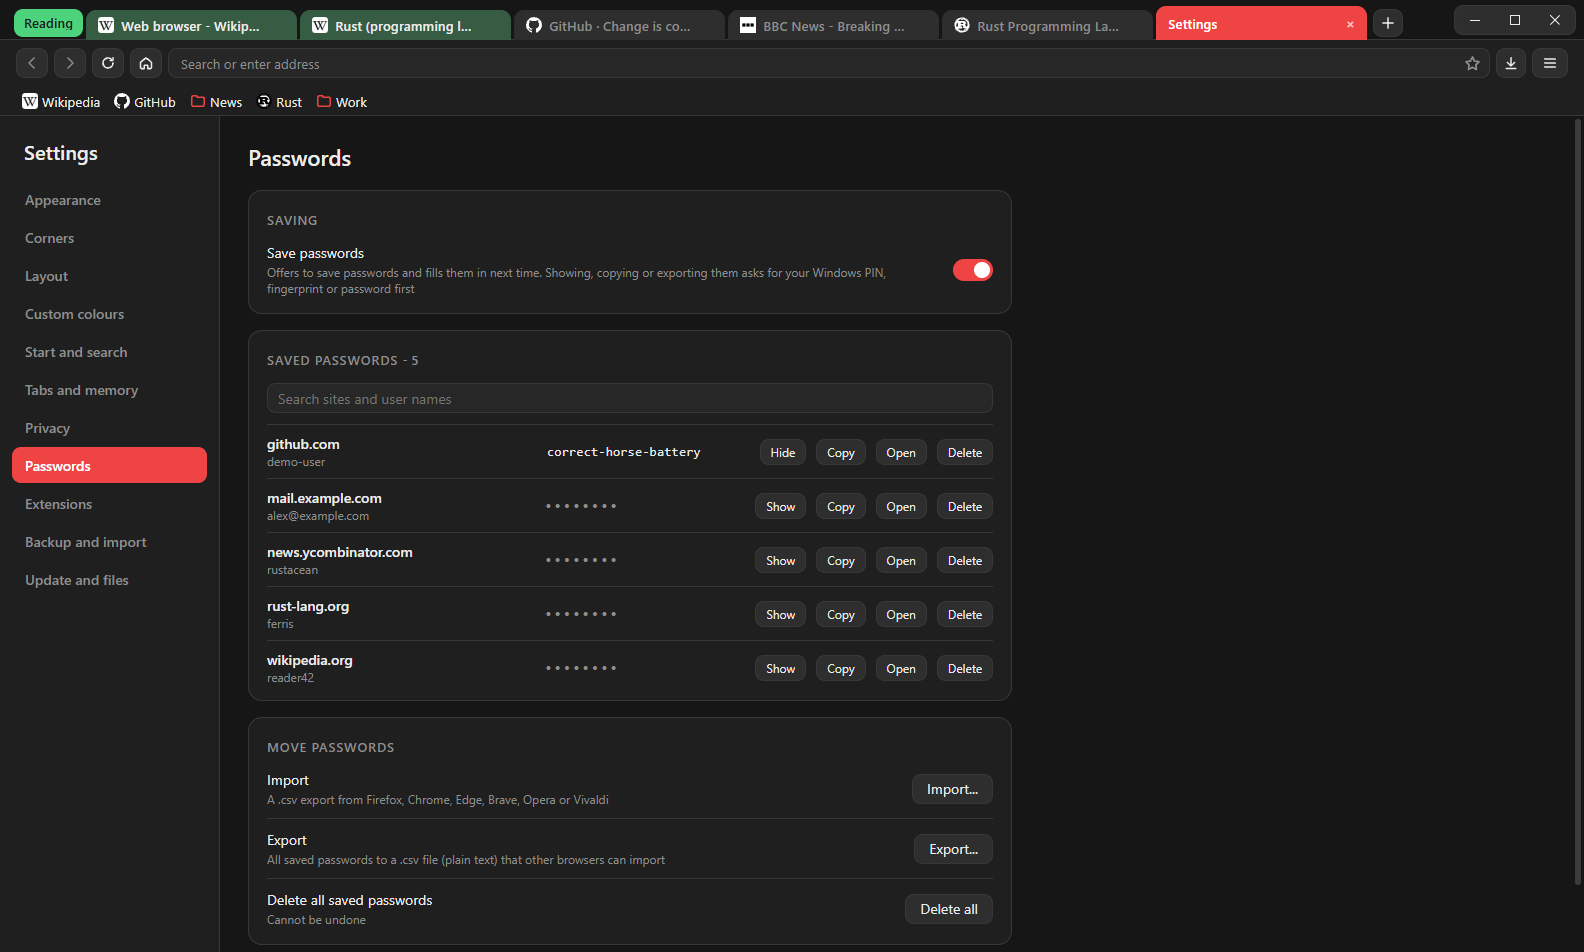 Reading
Web browser - Wikip...
Rust (programming l...
GitHub · Change is co...
BBC News - Breaking ...
Rust Programming La...
Settings
Search or enter address
Wikipedia
GitHub
News
Rust
Work
Settings
Appearance
Corners
Layout
Custom colours
Start and search
Tabs and memory
Privacy
Passwords
Extensions
Backup and import
Update and files
Passwords
SAVING
Save passwords
Offers to save passwords and fills them in next time. Showing, copying or exporting them asks for your Windows PIN,
fingerprint or password first
SAVED PASSWORDS - 5
Search sites and user names
github.com
demo-user
correct-horse-battery
Hide Copy Open Delete
mail.example.com
alex@example.com
••••••••
Show Copy Open Delete
news.ycombinator.com
rustacean
••••••••
Show Copy Open Delete
rust-lang.org
ferris
••••••••
Show Copy Open Delete
wikipedia.org
reader42
••••••••
Show Copy Open Delete
MOVE PASSWORDS
Import
A .csv export from Firefox, Chrome, Edge, Brave, Opera or Vivaldi
Import...
Export
All saved passwords to a .csv file (plain text) that other browsers can import
Export...
Delete all saved passwords
Cannot be undone
Delete all